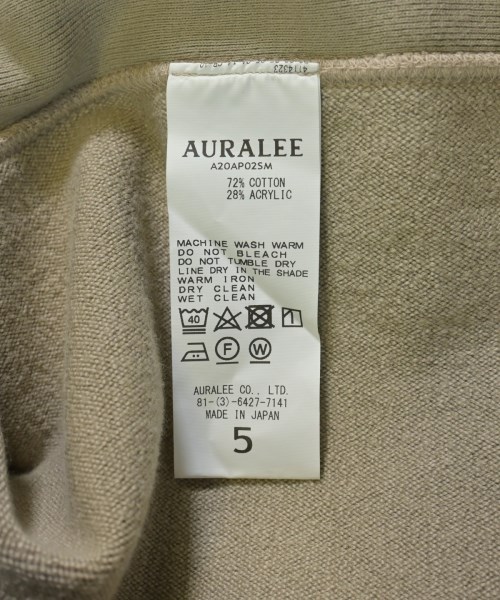 AURALEE
A20AP02SM
72% COTTON
28% ACRYLIC
MACHINE WASH WARM
DO NOT BLEACH
DO NOT TUMBLE DRY
LINE DRY IN THE SHADE
WARM IRON
DRY CLEAN
WET CLEAN
40
F W
AURALEE CO., LTD.
81-(3)-6427-7141
MADE IN JAPAN
5